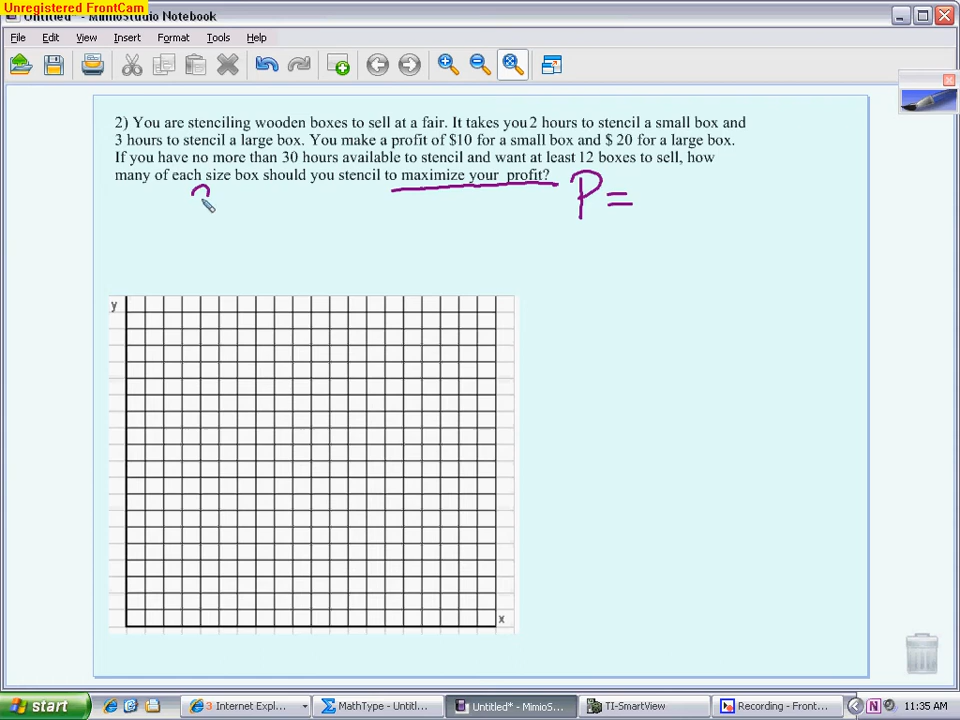 Unregistered FrontCam
Untitled* - MimioStudio Notebook
File Edit View Insert Format Tools Help
2) You are stenciling wooden boxes to sell at a fair. It takes you 2 hours to stencil a small box and
3 hours to stencil a large box. You make a profit of $10 for a small box and $ 20 for a large box.
If you have no more than 30 hours available to stencil and want at least 12 boxes to sell, how
many of each size box should you stencil to maximize your profit?
P=
y
x
start 3 Internet Expl... MathType - Untitl... Untitled* - MimioS... TI-SmartView Recording - Front... N 11:35 AM